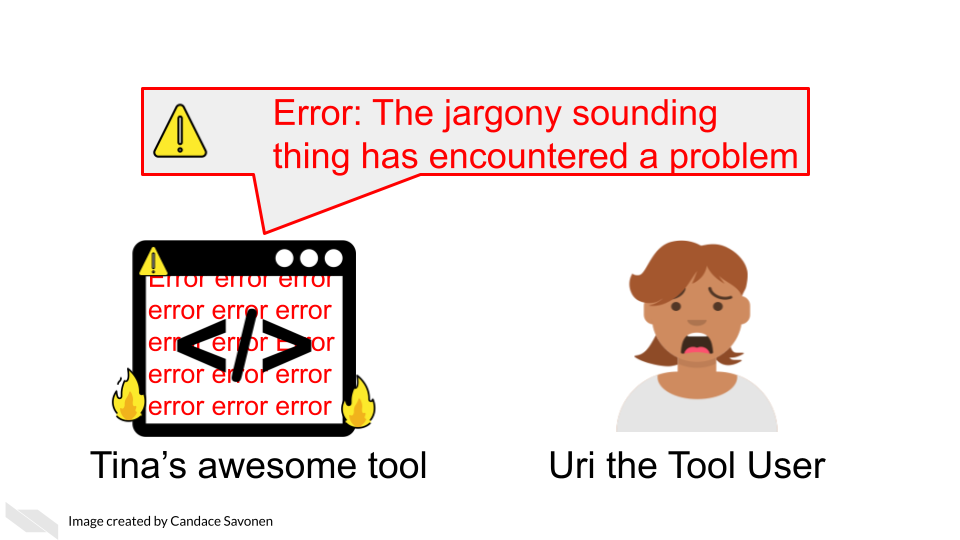 Error: The jargony sounding
thing has encountered a problem
Error error error
error error error
error error Error
error error error
error error error
</>
Tina’s awesome tool
Uri the Tool User
Image created by Candace Savonen